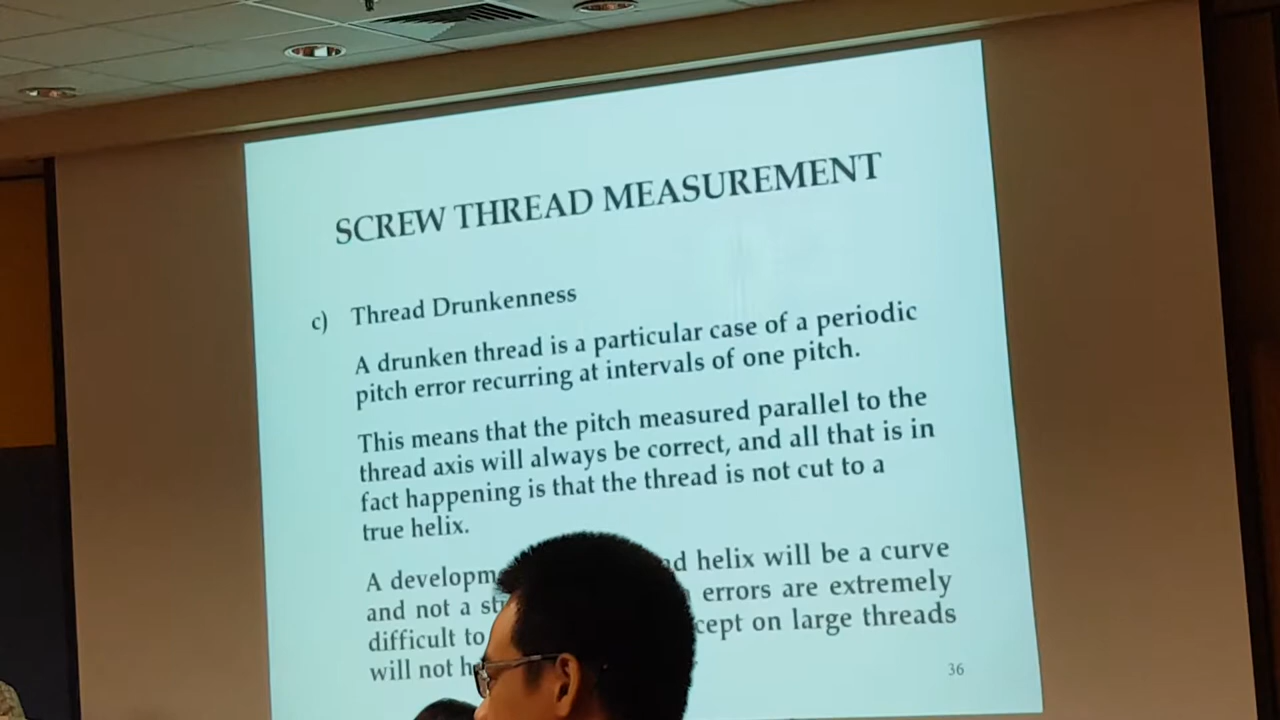 SCREW THREAD MEASUREMENT
c) Thread Drunkenness
A drunken thread is a particular case of a periodic
pitch error recurring at intervals of one pitch.
This means that the pitch measured parallel to the
thread axis will always be correct, and all that is in
fact happening is that the thread is not cut to a
true helix.
A helix will be a curve
and not a errors are extremely
difficult to on large threads
will not
36